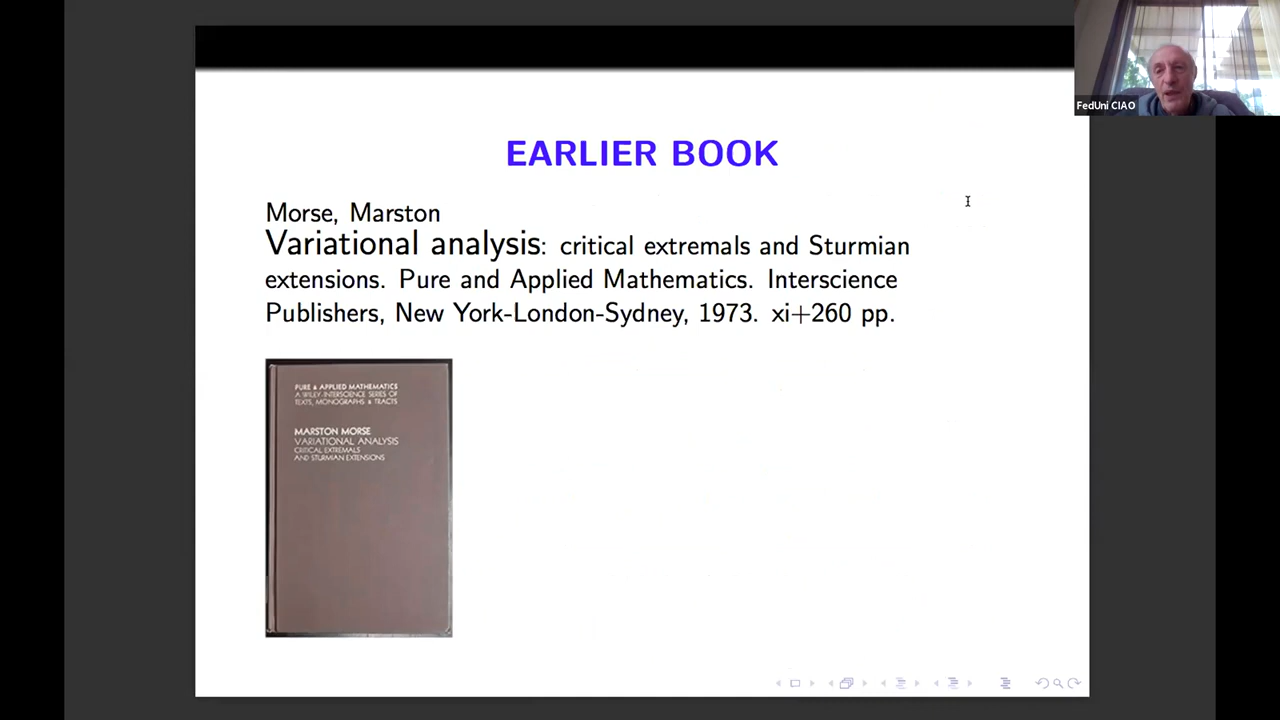 FedUni CIAO
EARLIER BOOK
Morse, Marston
Variational analysis: critical extremals and Sturmian
extensions. Pure and Applied Mathematics. Interscience
Publishers, New York-London-Sydney, 1973. xi+260 pp.
PURE & APPLIED MATHEMATICS
A WILEY-INTERSCIENCE SERIES OF
TEXTS, MONOGRAPHS & TRACTS
MARSTON MORSE
VARIATIONAL ANALYSIS
CRITICAL EXTREMALS
AND STURMIAN EXTENSIONS